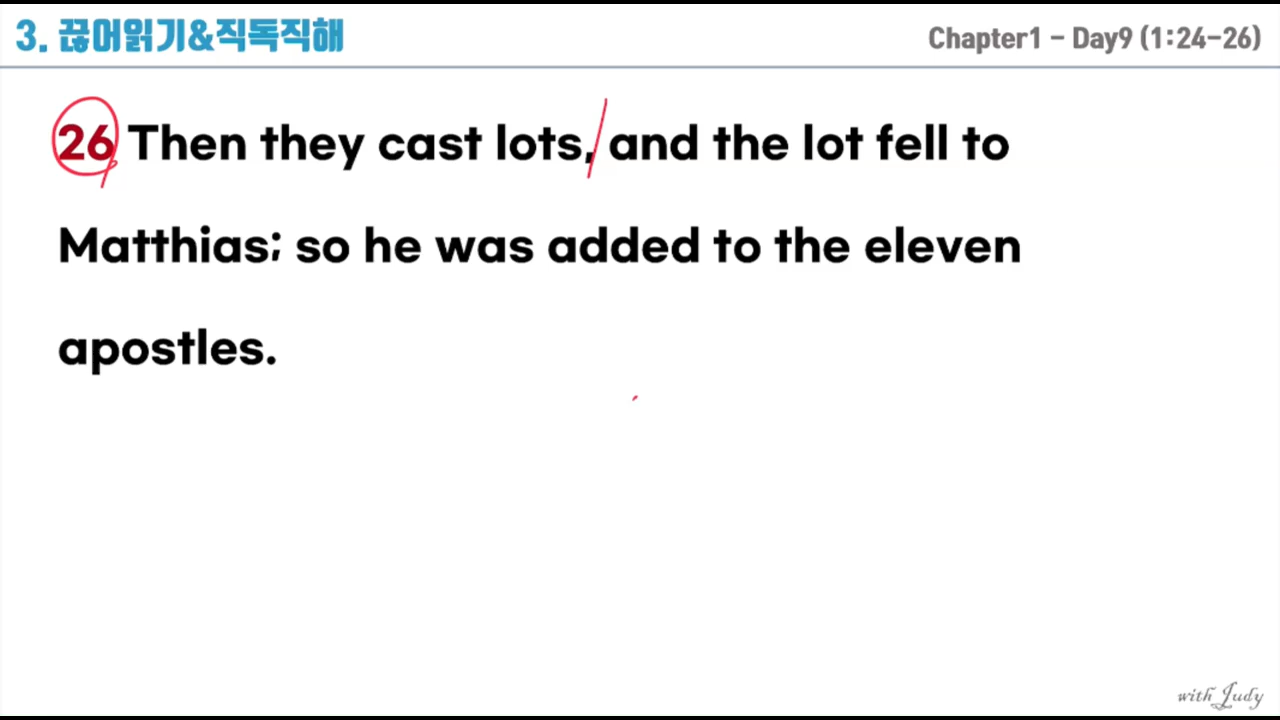 3. 끊어읽기&직독직해
Chapter1 - Day9 (1:24-26)
26 Then they cast lots, and the lot fell to
Matthias; so he was added to the eleven
apostles.
with Judy